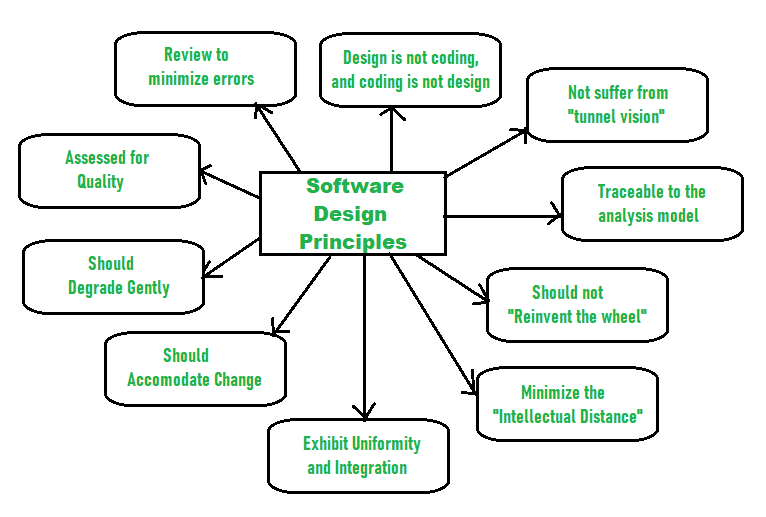 Review to
minimize errors
Design is not coding,
and coding is not design
Not suffer from
"tunnel vision"
Assessed for
Quality
Software
Design
Principles
Traceable to the
analysis model
Should
Degrade Gently
Should not
"Reinvent the wheel"
Should
Accomodate Change
Minimize the
"Intellectual Distance"
Exhibit Uniformity
and Integration